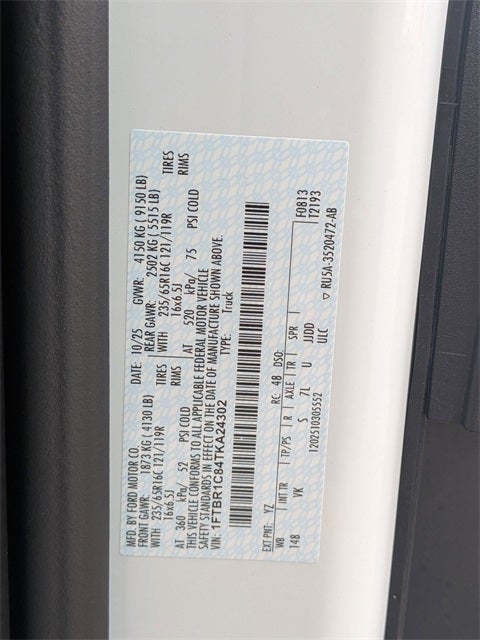 MFD. BY FORD MOTOR CO. DATE: 10/25 GVWR: 4150 KG ( 9150 LB)
FRONT GAWR: 1873 KG ( 4130 LB) REAR GAWR: 2502 KG ( 5515 LB)
WITH 235/65R16C 121/119R TIRES WITH 235/65R16C 121/119R TIRES
16x6.5J RIMS 16x6.5J RIMS
AT 360 kPa/ 52 PSI COLD AT 520 kPa/ 75 PSI COLD
THIS VEHICLE CONFORMS TO ALL APPLICABLE FEDERAL MOTOR VEHICLE
SAFETY STANDARDS IN EFFECT ON THE DATE OF MANUFACTURE SHOWN ABOVE.
VIN: 1FTBR1C84TKA24302 TYPE: Truck
EXT PNT: YZ RC: 48 DSO: F0813
WB INT TR TP/PS R AXLE TR SPR T2193
148 VK S 7L U JJDD
ULC
1202510305552 ▽ RU5A-3520472-AB